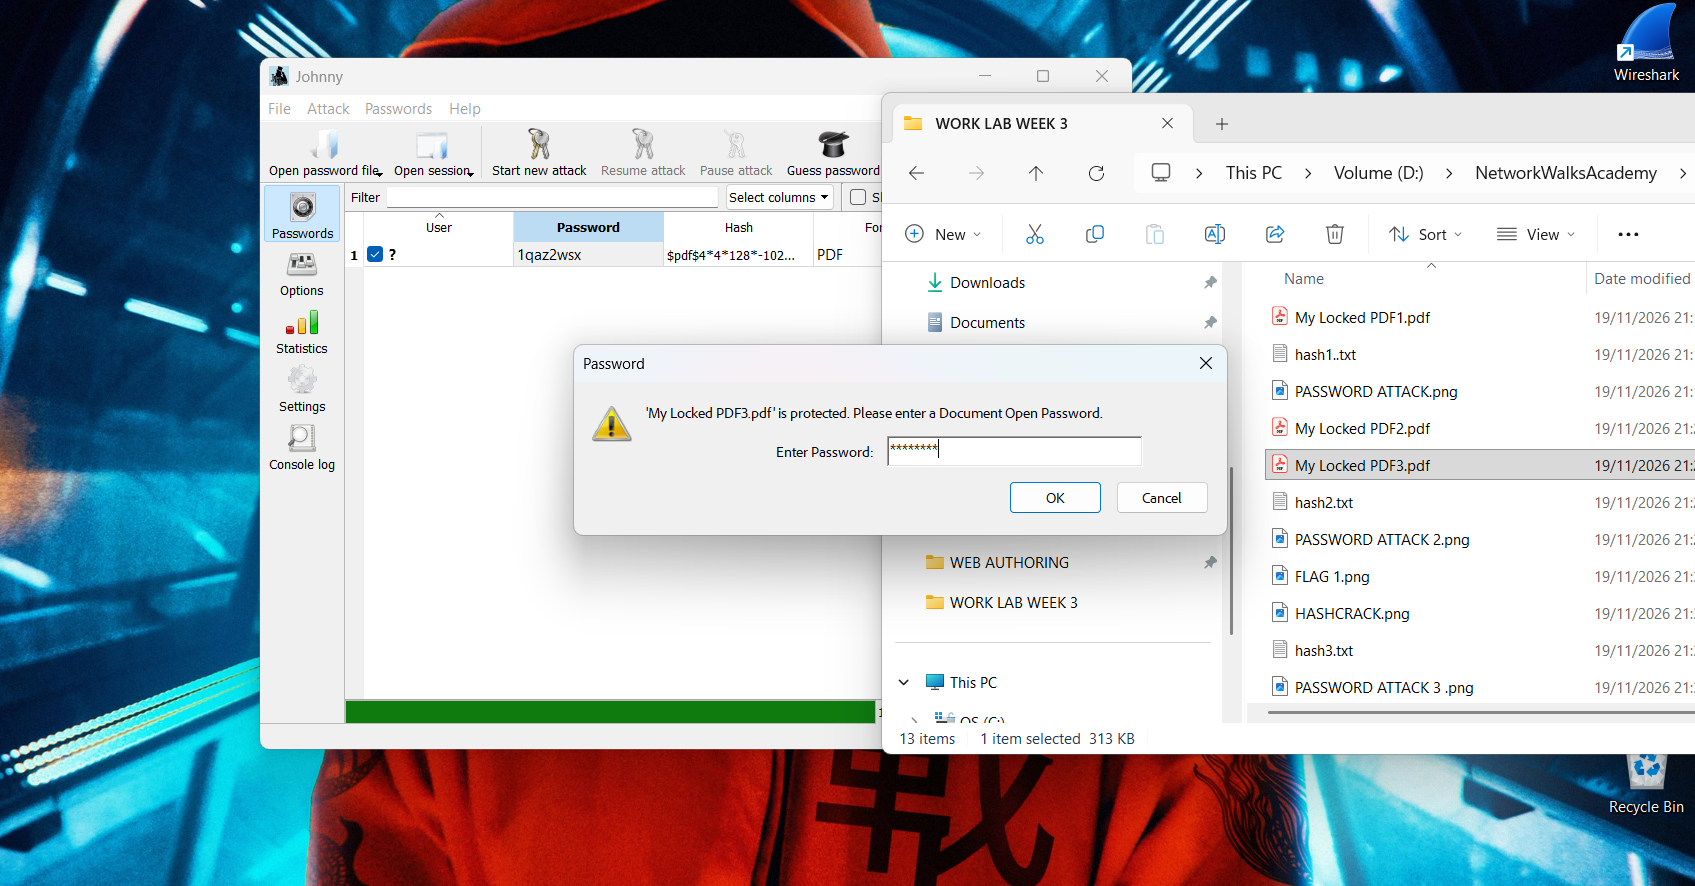 Wireshark
Johnny
File Attack Passwords Help
Open password file Open session Start new attack Resume attack Pause attack Guess password
Filter Select columns
Passwords
User Password Hash
1 ? 1qaz2wsx $pdf$4*4*128*-102... PDF
Options
Statistics
Settings
Console log
WORK LAB WEEK 3
This PC > Volume (D:) > NetworkWalksAcademy >
New Sort View
Downloads
Documents
WEB AUTHORING
WORK LAB WEEK 3
This PC
OS (C:)
Name Date modified
My Locked PDF1.pdf 19/11/2026 21:
hash1..txt 19/11/2026 21:
PASSWORD ATTACK.png 19/11/2026 21:
My Locked PDF2.pdf 19/11/2026 21:
My Locked PDF3.pdf 19/11/2026 21:
hash2.txt 19/11/2026 21:
PASSWORD ATTACK 2.png 19/11/2026 21:
FLAG 1.png 19/11/2026 21:
HASHCRACK.png 19/11/2026 21:
hash3.txt 19/11/2026 21:
PASSWORD ATTACK 3 .png 19/11/2026 21:
13 items 1 item selected 313 KB
Password
'My Locked PDF3.pdf' is protected. Please enter a Document Open Password.
Enter Password: ********
OK Cancel
Recycle Bin